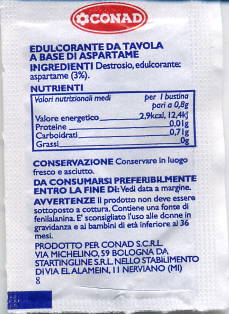 CONAD
EDULCORANTE DA TAVOLA
A BASE DI ASPARTAME
INGREDIENTI Destrosio, edulcorante:
aspartame (3%).
NUTRIENTI
Valori nutrizionali medi per 1 bustina
pari a 0,8g
Valore energetico 2,9kcal, 12,4kJ
Proteine 0,01g
Carboidrati 0,71g
Grassi 0g
CONSERVAZIONE Conservare in luogo
fresco e asciutto.
DA CONSUMARSI PREFERIBILMENTE
ENTRO LA FINE DI: Vedi data a margine.
AVVERTENZE Il prodotto non deve essere
sottoposto a cottura. Contiene una fonte di
fenilalanina. E' sconsigliato l'uso alle donne in
gravidanza e ai bambini di età inferiore ai 36
mesi.
PRODOTTO PER CONAD S.C.R.L.
VIA MICHELINO, 59 BOLOGNA DA
STARTINGLINE S.R.L. NELLO STABILIMENTO
DI VIA EL ALAMEIN, 11 NERVIANO (MI)
8